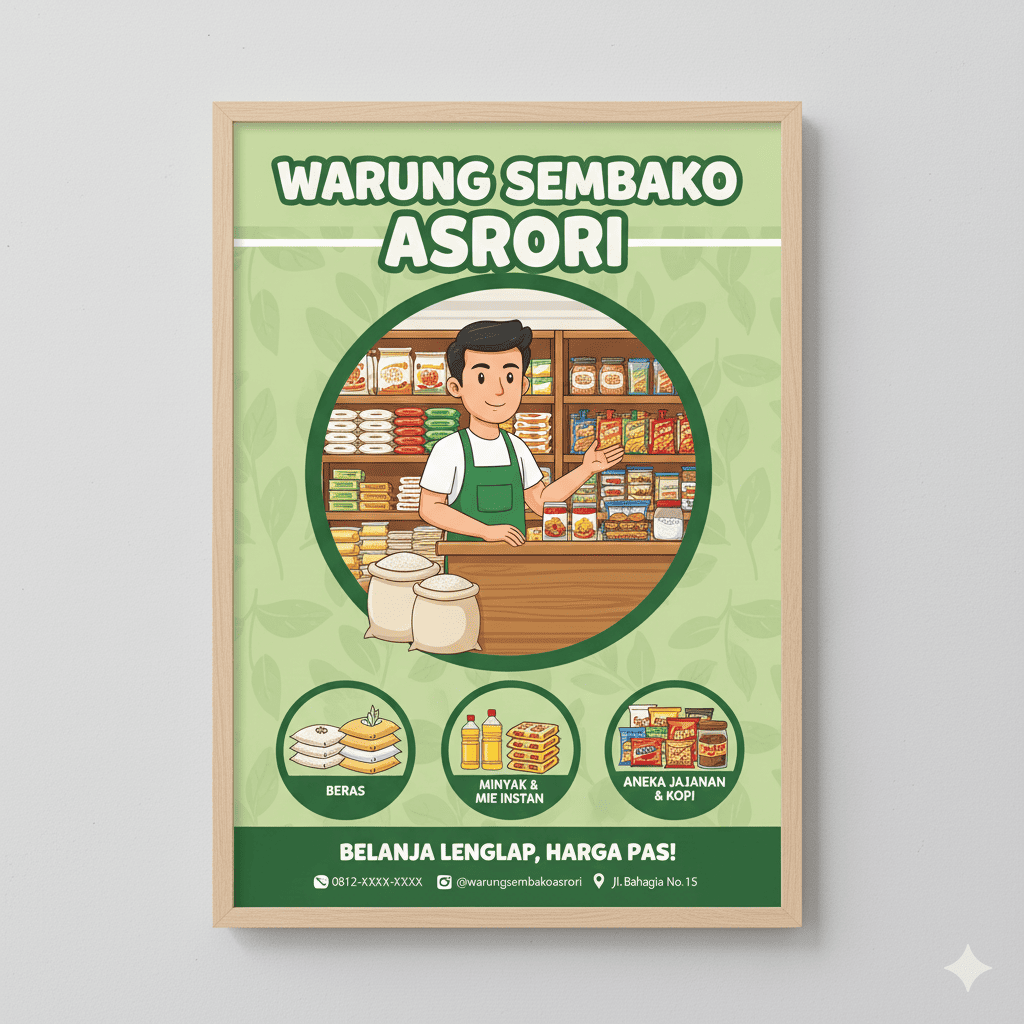 WARUNG SEMBAKO
ASRORI
BERAS
MINYAK &
MIE INSTAN
ANEKA JAJANAN
& KOPI
BELANJA LENGLAP, HARGA PAS!
0812-XXXX-XXXX @warungsembakoasrori Jl. Bahagia No. 15